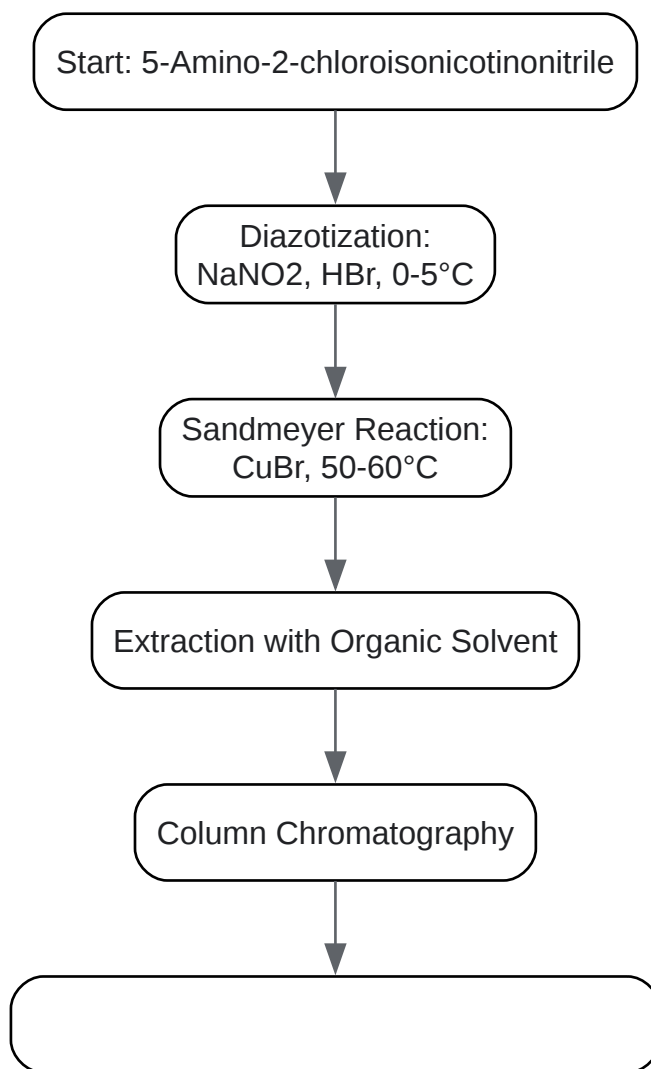 Start: 5-Amino-2-chloroisonicotinonitrile
Diazotization:
NaNO2, HBr, 0-5°C
Sandmeyer Reaction:
CuBr, 50-60°C
Extraction with Organic Solvent
Column Chromatography